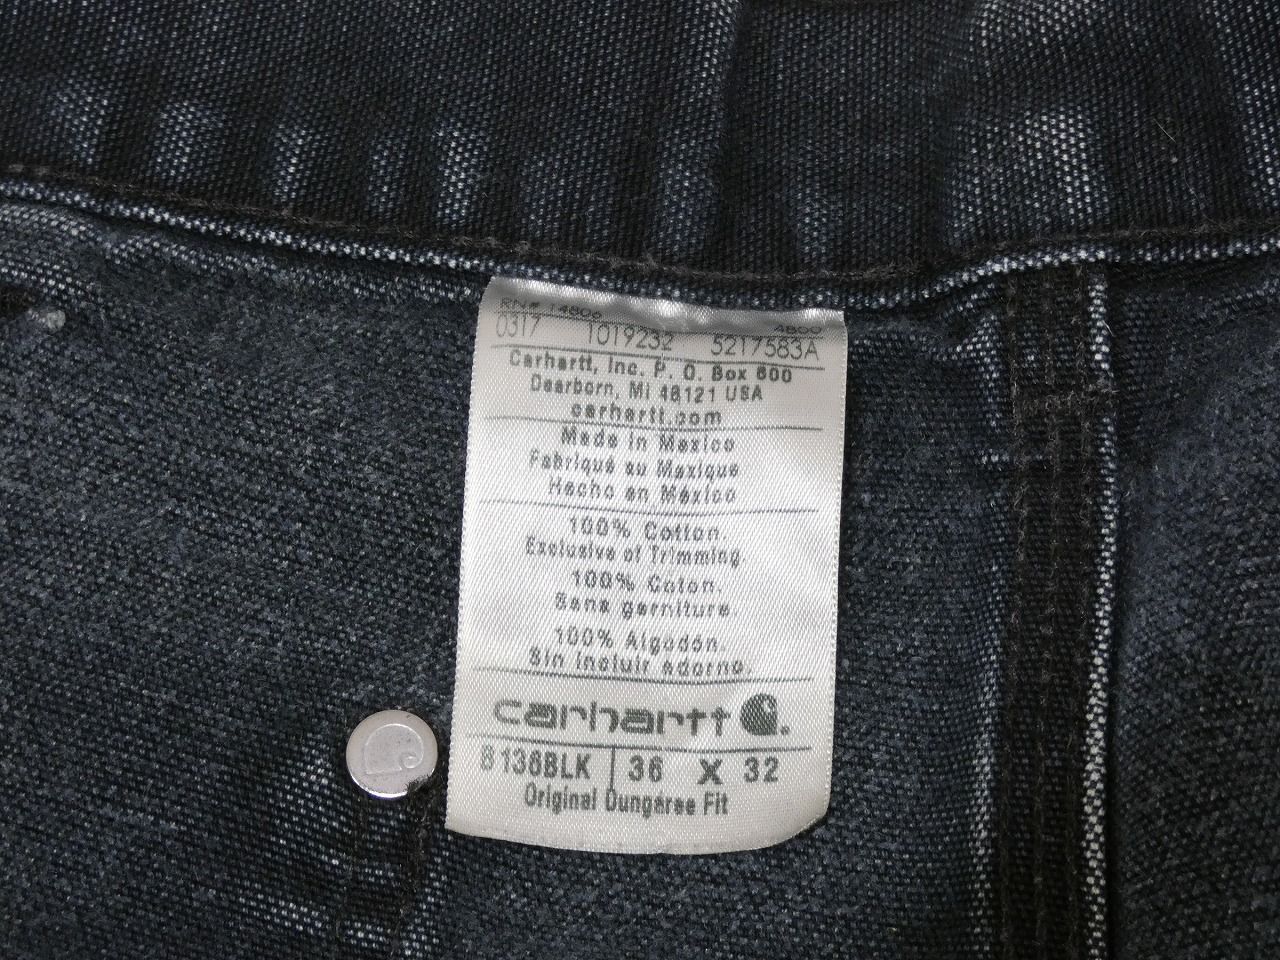 RN# 14806 4800
0317 1019232 5217583A
Carhartt, Inc. P. O. Box 600
Dearborn, MI 48121 USA
carhartt.com
Made in Mexico
Fabriqué au Mexique
Hecho en México
100% Cotton.
Exclusive of Trimming.
100% Coton.
Sans garniture.
100% Algodón.
Sin incluir adorno.
carhartt
B136BLK 36 X 32
Original Dungaree Fit